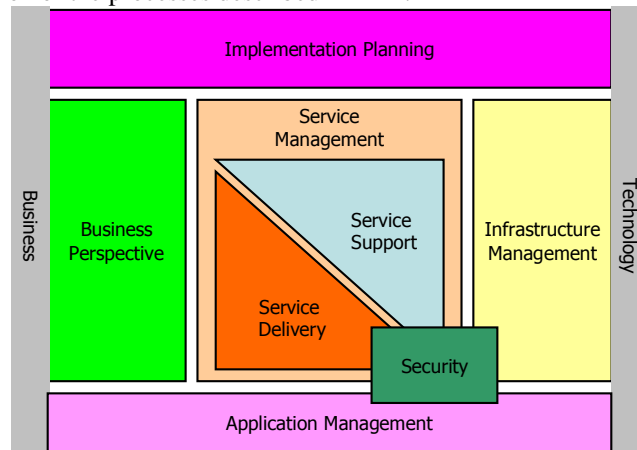 Implementation Planning
Service
Management
Business
Technology
Business
Perspective
Service
Support
Infrastructure
Management
Service
Delivery
Security
Application Management